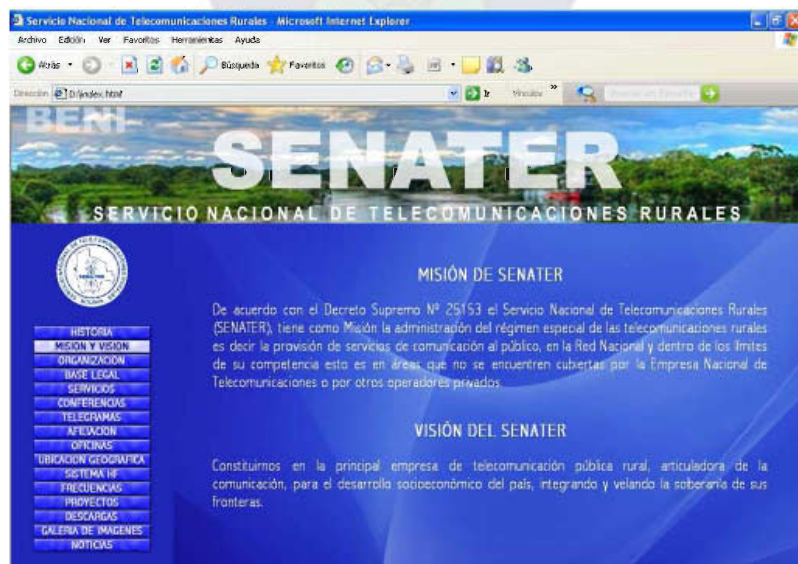 Servicio Nacional de Telecomunicaciones Rurales - Microsoft Internet Explorer
Archivo Edición Ver Favoritos Herramientas Ayuda
Atrás Búsqueda Favoritos
Dirección D:\index.html Ir Vínculos
BENI
SENATER
SERVICIO NACIONAL DE TELECOMUNICACIONES RURALES
SENATER
HISTORIA
MISION Y VISION
ORGANIZACION
BASE LEGAL
SERVICIOS
CONFERENCIAS
TELEGRAMAS
AFILIACION
OFICINAS
UBICACION GEOGRAFICA
SISTEMA HF
FRECUENCIAS
PROYECTOS
DESCARGAS
GALERIA DE IMAGENES
NOTICIAS
MISIÓN DE SENATER
De acuerdo con el Decreto Supremo Nº 25153 el Servicio Nacional de Telecomunicaciones Rurales
(SENATER), tiene como Misión la administración del régimen especial de las telecomunicaciones rurales
es decir la provisión de servicios de comunicación al público, en la Red Nacional y dentro de los límites
de su competencia esto es en áreas que no se encuentren cubiertas por la Empresa Nacional de
Telecomunicaciones o por otros operadores privados.
VISIÓN DEL SENATER
Constituirnos en la principal empresa de telecomunicación pública rural, articuladora de la
comunicación, para el desarrollo socioeconómico del país, integrando y velando la soberanía de sus
fronteras.